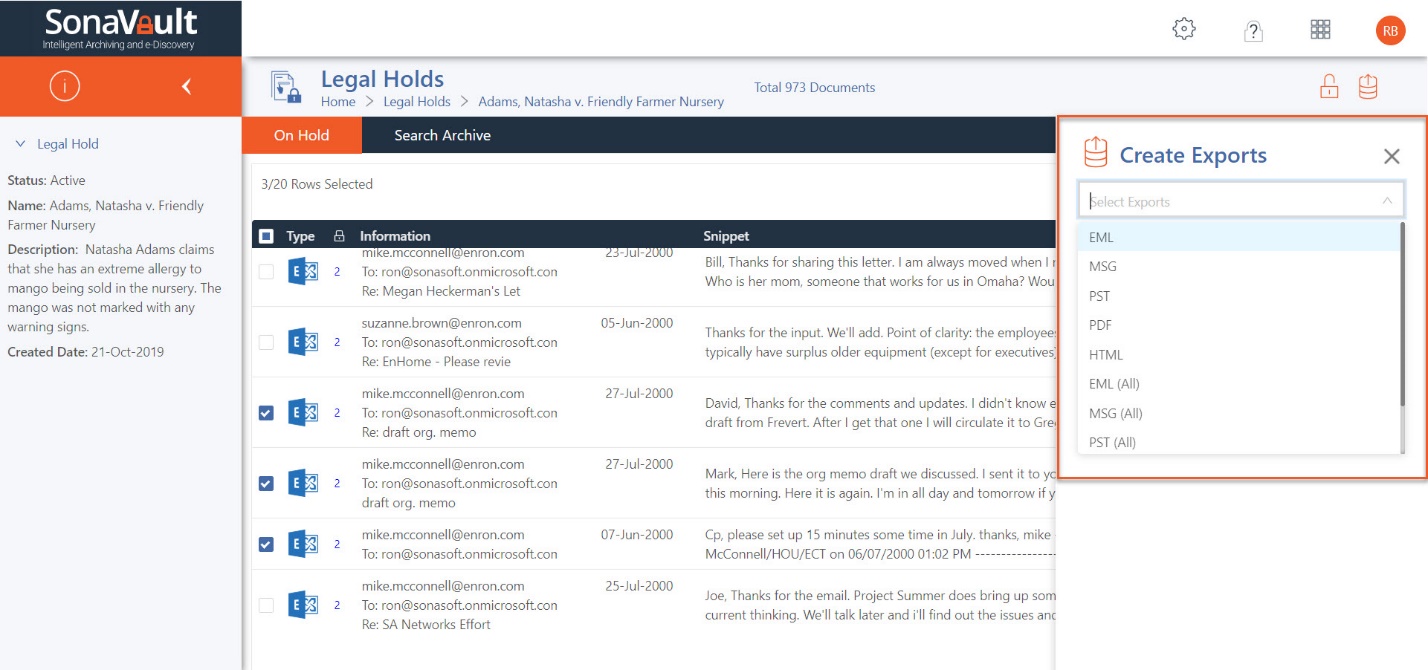 SonaVault
Intelligent Archiving and e-Discovery
?
RB
i
Legal Holds
Home > Legal Holds > Adams, Natasha v. Friendly Farmer Nursery
Total 973 Documents
Legal Hold
Status: Active
Name: Adams, Natasha v. Friendly
Farmer Nursery
Description: Natasha Adams claims
that she has an extreme allergy to
mango being sold in the nursery. The
mango was not marked with any
warning signs.
Created Date: 21-Oct-2019
On Hold
Search Archive
3/20 Rows Selected
Type Information Snippet
mike.mcconnell@enron.com 23-Jul-2000
2 To: ron@sonasoft.onmicrosoft.con
Re: Megan Heckerman's Let
Bill, Thanks for sharing this letter. I am always moved when I r
Who is her mom, someone that works for us in Omaha? Wou
suzanne.brown@enron.com 05-Jun-2000
2 To: ron@sonasoft.onmicrosoft.con
Re: EnHome - Please revie
Thanks for the input. We'll add. Point of clarity: the employees
typically have surplus older equipment (except for executives)
mike.mcconnell@enron.com 27-Jul-2000
2 To: ron@sonasoft.onmicrosoft.con
Re: draft org. memo
David, Thanks for the comments and updates. I didn't know e
draft from Frevert. After I get that one I will circulate it to Gre
mike.mcconnell@enron.com 27-Jul-2000
2 To: ron@sonasoft.onmicrosoft.con
draft org. memo
Mark, Here is the org memo draft we discussed. I sent it to yo
this morning. Here it is again. I'm in all day and tomorrow if y
mike.mcconnell@enron.com 07-Jun-2000
2 To: ron@sonasoft.onmicrosoft.con
Cp, please set up 15 minutes some time in July. thanks, mike -
McConnell/HOU/ECT on 06/07/2000 01:02 PM ---------------
mike.mcconnell@enron.com 25-Jul-2000
2 To: ron@sonasoft.onmicrosoft.con
Re: SA Networks Effort
Joe, Thanks for the email. Project Summer does bring up som
current thinking. We'll talk later and i'll find out the issues and
Create Exports
Select Exports
EML
MSG
PST
PDF
HTML
EML (All)
MSG (All)
PST (All)